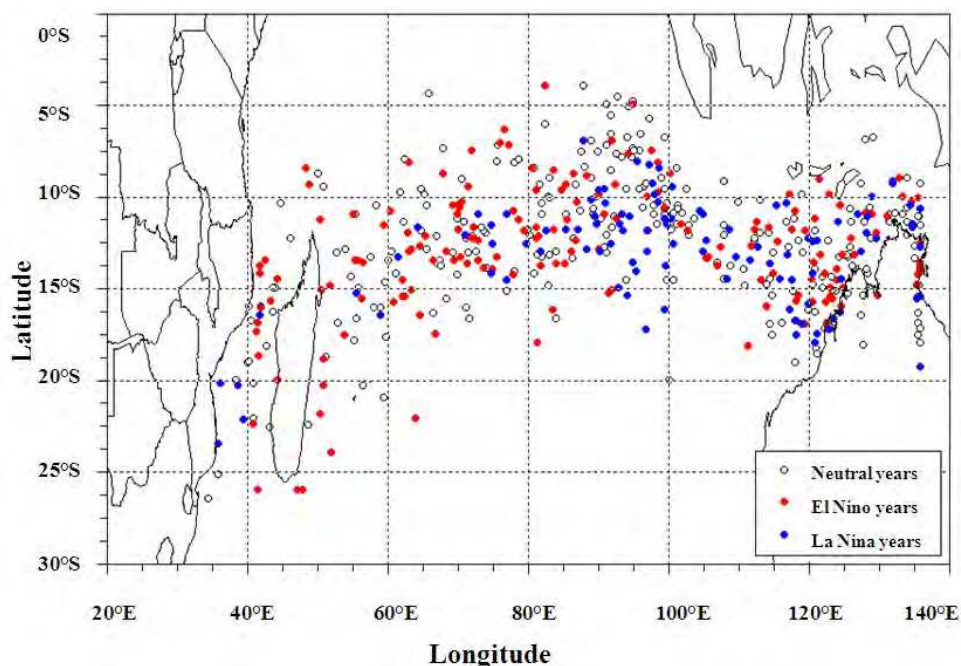 0°S
5°S
10°S
15°S
20°S
25°S
30°S
Latitude
Neutral years
El Nino years
La Nina years
20°E 40°E 60°E 80°E 100°E 120°E 140°E
Longitude